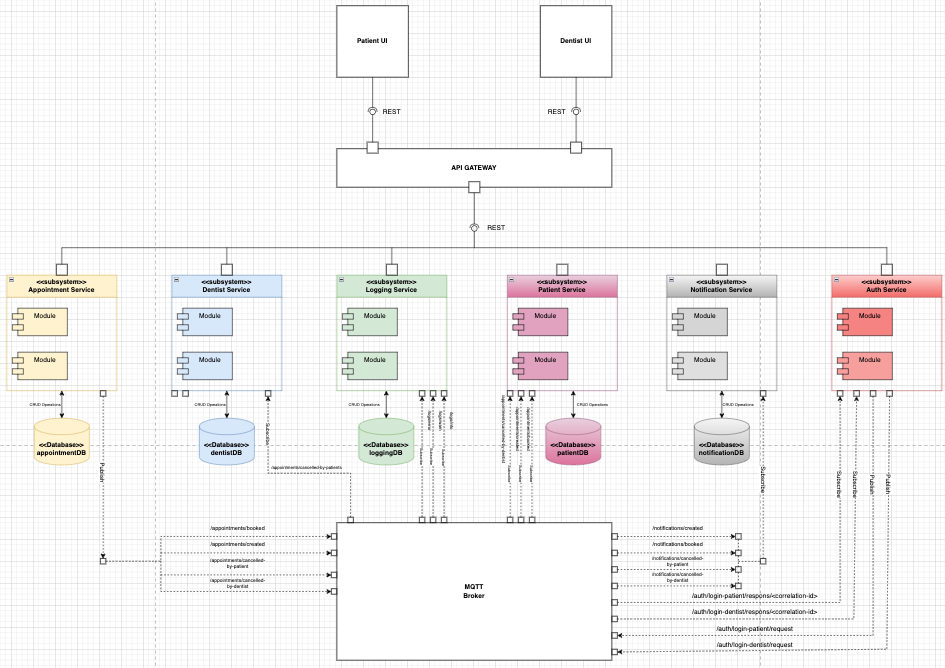 Patient UI
Dentist UI
REST
REST
API GATEWAY
REST
<<subsystem>>
Appointment Service
<<subsystem>>
Dentist Service
<<subsystem>>
Logging Service
<<subsystem>>
Patient Service
<<subsystem>>
Notification Service
<<subsystem>>
Auth Service
Module
Module
Module
Module
Module
Module
Module
Module
Module
Module
Module
Module
CRUD Operations
CRUD Operations
CRUD Operations
CRUD Operations
CRUD Operations
<<Database>>
appointmentDB
<<Database>>
dentistDB
<<Database>>
loggingDB
<<Database>>
patientDB
<<Database>>
notificationDB
Publish
Subscribe
Subscribe
Subscribe
Subscribe
Publish
Publish
/appointments/cancelled-by-patients
/appointments/booked
/appointments/created
/appointments/cancelled-
by-patient
/appointments/cancelled-
by-dentist
MQTT
Broker
/notifications/created
/notifications/booked
/notifications/cancelled-
by-patient
/notifications/cancelled-
by-dentist
/auth/login-patient/respons/<correlation-id>
/auth/login-dentist/respons/<correlation-id>
/auth/login-patient/request
/auth/login-dentist/request